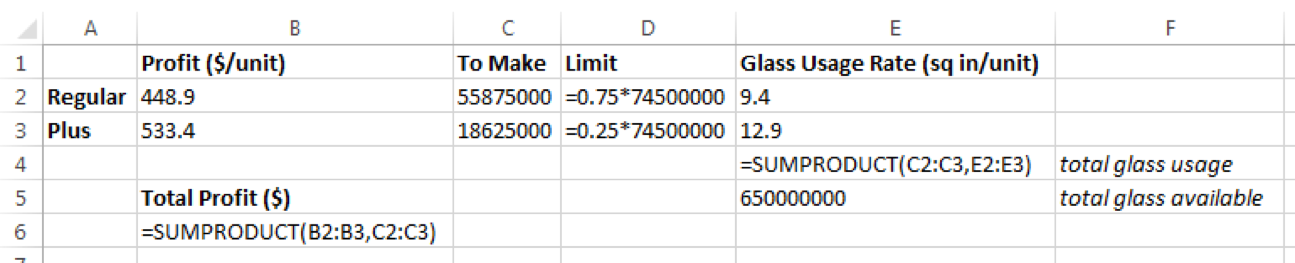 A B C D E F
1 Profit ($/unit) To Make Limit Glass Usage Rate (sq in/unit)
2 Regular 448.9 55875000 =0.75*74500000 9.4
3 Plus 533.4 18625000 =0.25*74500000 12.9
4 =SUMPRODUCT(C2:C3,E2:E3) total glass usage
5 Total Profit ($) 650000000 total glass available
6 =SUMPRODUCT(B2:B3,C2:C3)